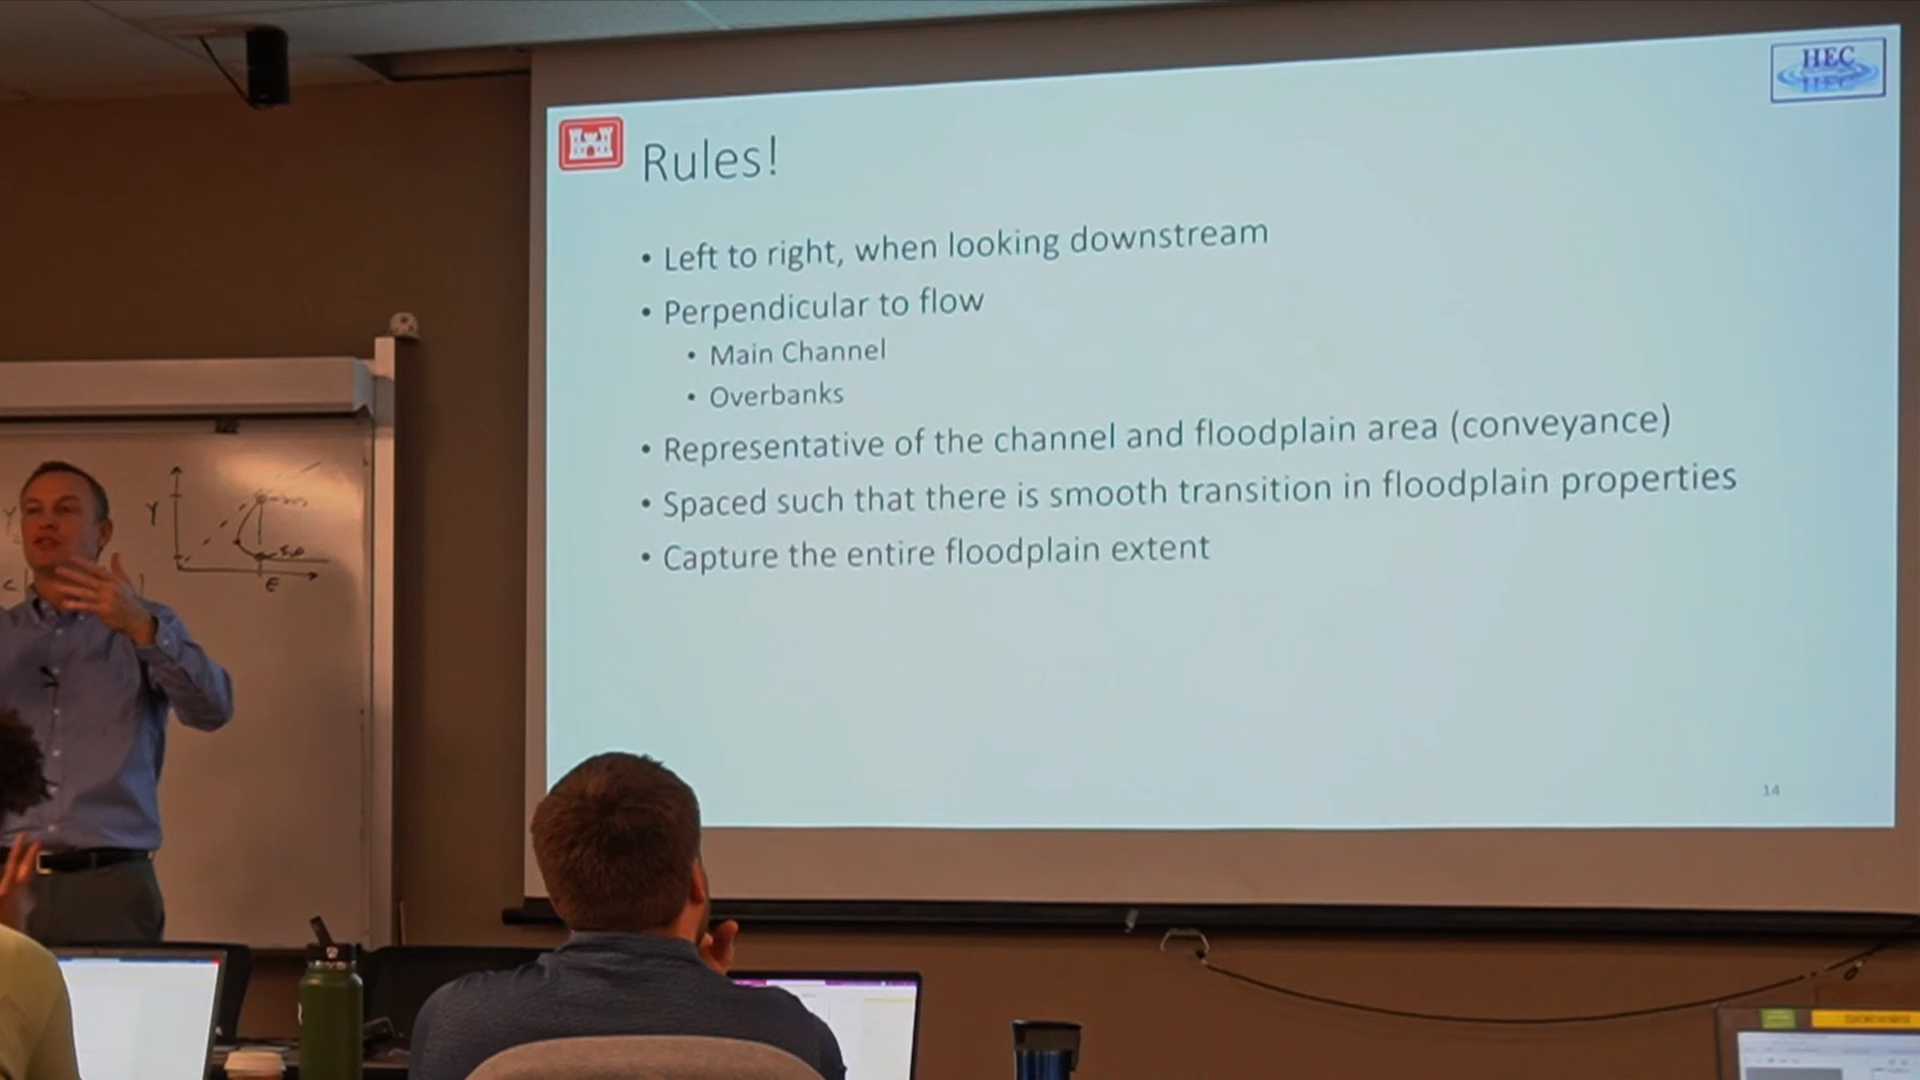 HEC
Rules!
• Left to right, when looking downstream
• Perpendicular to flow
• Main Channel
• Overbanks
• Representative of the channel and floodplain area (conveyance)
• Spaced such that there is smooth transition in floodplain properties
• Capture the entire floodplain extent
14
Y
E